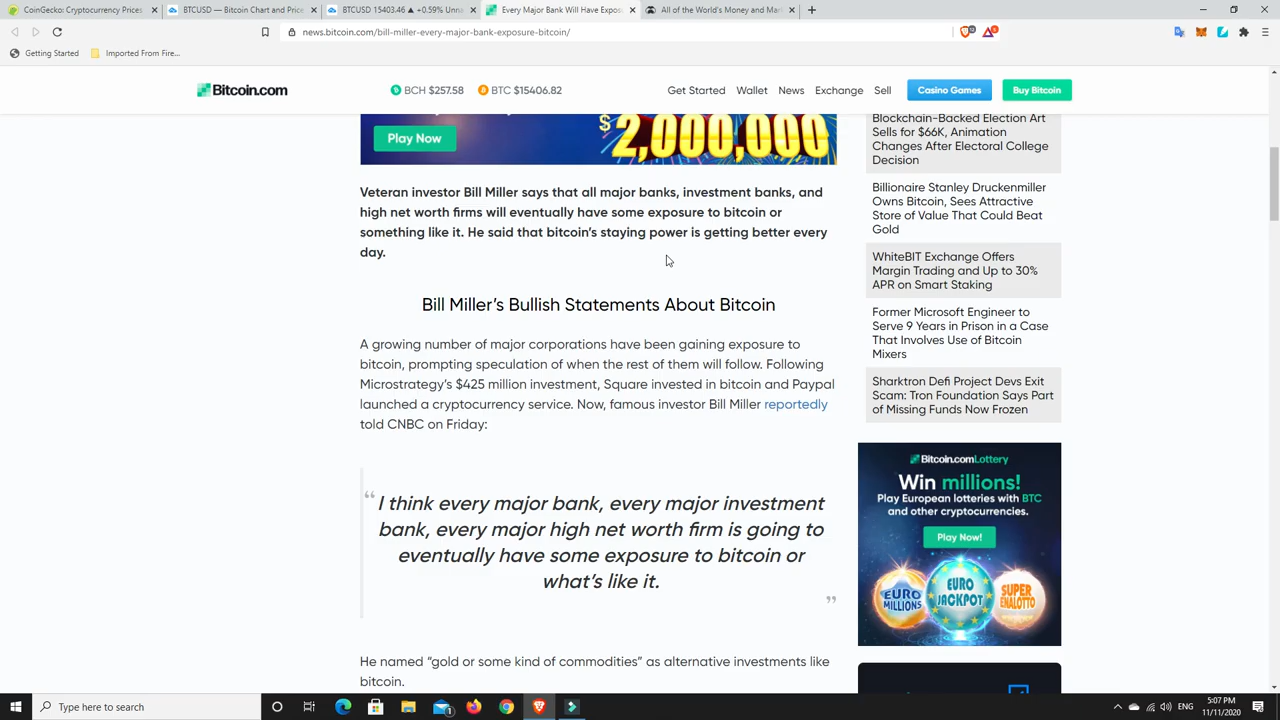 CoinGecko: Cryptocurrency Prices
BTCUSD — Bitcoin Chart and Price
BTCUSD 15403.46 ▲ +0.59% Unna
Every Major Bank Will Have Expos
All of the World's Money and Mar
news.bitcoin.com/bill-miller-every-major-bank-exposure-bitcoin/
Getting Started
Imported From Fire...
Bitcoin.com
BCH $257.58
BTC $15406.82
Get Started
Wallet
News
Exchange
Sell
Casino Games
Buy Bitcoin
Play Now
$2,000,000
Veteran investor Bill Miller says that all major banks, investment banks, and
high net worth firms will eventually have some exposure to bitcoin or
something like it. He said that bitcoin's staying power is getting better every
day.
Bill Miller's Bullish Statements About Bitcoin
A growing number of major corporations have been gaining exposure to
bitcoin, prompting speculation of when the rest of them will follow. Following
Microstrategy's $425 million investment, Square invested in bitcoin and Paypal
launched a cryptocurrency service. Now, famous investor Bill Miller reportedly
told CNBC on Friday:
“ I think every major bank, every major investment
bank, every major high net worth firm is going to
eventually have some exposure to bitcoin or
what's like it.
”
He named “gold or some kind of commodities” as alternative investments like
bitcoin.
Blockchain-Backed Election Art
Sells for $66K, Animation
Changes After Electoral College
Decision
Billionaire Stanley Druckenmiller
Owns Bitcoin, Sees Attractive
Store of Value That Could Beat
Gold
WhiteBIT Exchange Offers
Margin Trading and Up to 30%
APR on Smart Staking
Former Microsoft Engineer to
Serve 9 Years in Prison in a Case
That Involves Use of Bitcoin
Mixers
Sharktron Defi Project Devs Exit
Scam: Tron Foundation Says Part
of Missing Funds Now Frozen
Bitcoin.com Lottery
Win millions!
Play European lotteries with BTC
and other cryptocurrencies.
Play Now!
EURO
MILLIONS
EURO
JACKPOT
SUPER
ENALOTTO
Type here to search
ENG
5:07 PM
11/11/2020